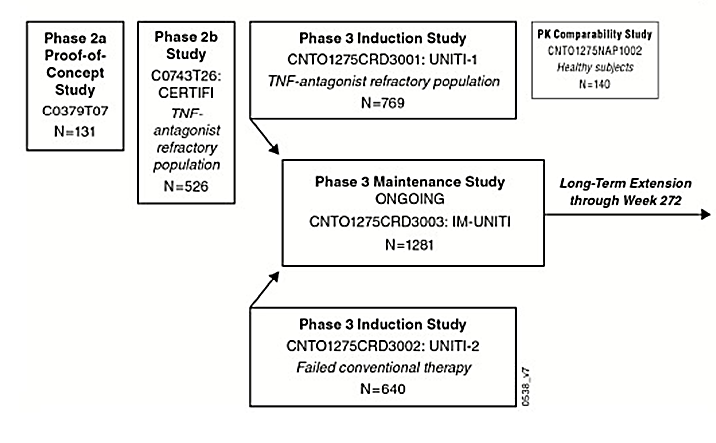 Phase 2a
Proof-of-
Concept
Study
C0379T07
N=131
Phase 2b
Study
C0743T26:
CERTIFI
TNF-
antagonist
refractory
population
N=526
Phase 3 Induction Study
CNTO1275CRD3001: UNITI-1
TNF-antagonist refractory population
N=769
PK Comparability Study
CNTO1275NAP1002
Healthy subjects
N=140
Phase 3 Maintenance Study
ONGOING
CNTO1275CRD3003: IM-UNITI
N=1281
Long-Term Extension
through Week 272
Phase 3 Induction Study
CNTO1275CRD3002: UNITI-2
Failed conventional therapy
N=640
0538_v7